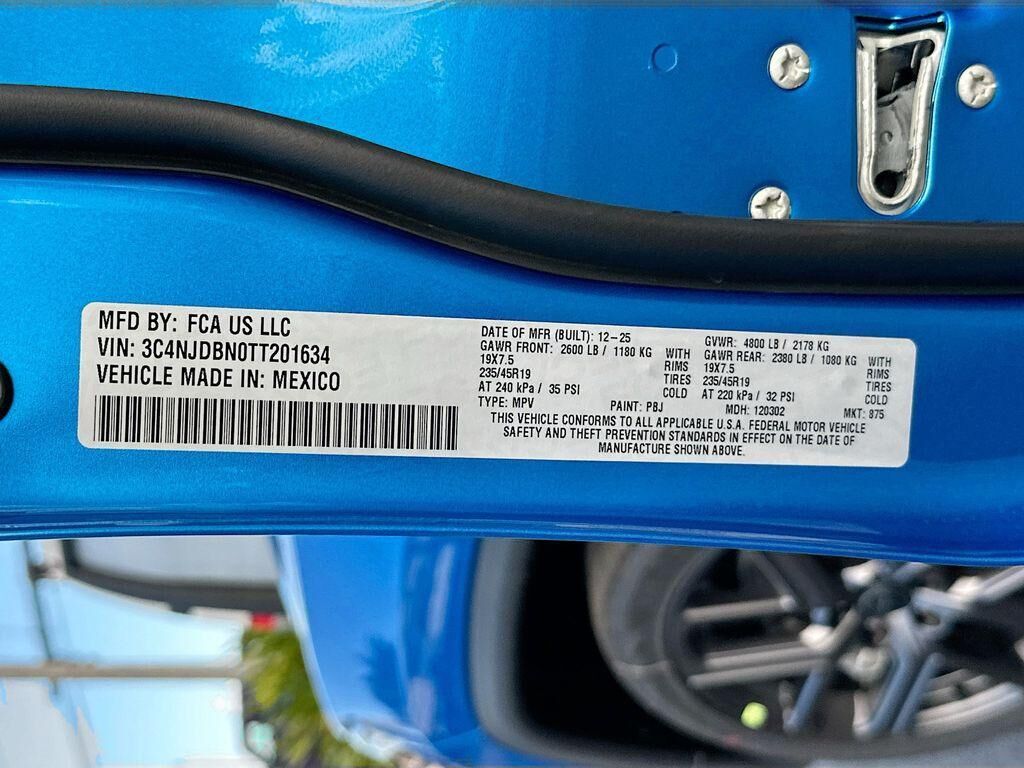 MFD BY: FCA US LLC
VIN: 3C4NJDBN0TT201634
VEHICLE MADE IN: MEXICO
DATE OF MFR (BUILT): 12-25
GAWR FRONT: 2600 LB / 1180 KG WITH
19X7.5 RIMS
235/45R19 TIRES
AT 240 kPa / 35 PSI COLD
GVWR: 4800 LB / 2178 KG
GAWR REAR: 2380 LB / 1080 KG WITH
19X7.5 RIMS
235/45R19 TIRES
AT 220 kPa / 32 PSI COLD
TYPE: MPV PAINT: PBJ MDH: 120302 MKT: 875
THIS VEHICLE CONFORMS TO ALL APPLICABLE U.S.A. FEDERAL MOTOR VEHICLE
SAFETY AND THEFT PREVENTION STANDARDS IN EFFECT ON THE DATE OF
MANUFACTURE SHOWN ABOVE.